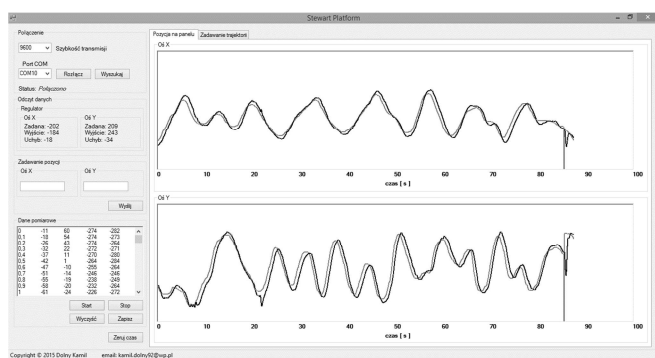 Stewart Platform
Połączenie
9600 Szybkość transmisji
Port COM
COM10 Rozłącz Wyszukaj
Status: Połączono
Odczyt danych
Regulator
Oś X Oś Y
Zadana: -202 Zadana: 209
Wyjście: -184 Wyjście: 243
Uchyb: -18 Uchyb: -34
Zadawanie pozycji
Oś X Oś Y
Wyślij
Dane pomiarowe
0 -11 60 -274 -282
0,1 -18 54 -274 -273
0,2 -26 43 -274 -264
0,3 -32 22 -272 -271
0,4 -37 11 -270 -280
0,5 -42 1 -264 -284
0,6 -47 -10 -255 -264
0,7 -51 -14 -246 -246
0,8 -55 -19 -238 -249
0,9 -58 -20 -232 -264
1 -61 -24 -226 -272
Start Stop
Wyczyść Zapisz
Zeruj czas
Pozycja na panelu Zadawanie trajektorii
Oś X
0 10 20 30 40 50 60 70 80 90 100
czas [ s ]
Oś Y
0 10 20 30 40 50 60 70 80 90 100
czas [ s ]
Copyright © 2015 Dolny Kamil email: kamil.dolny92@wp.pl